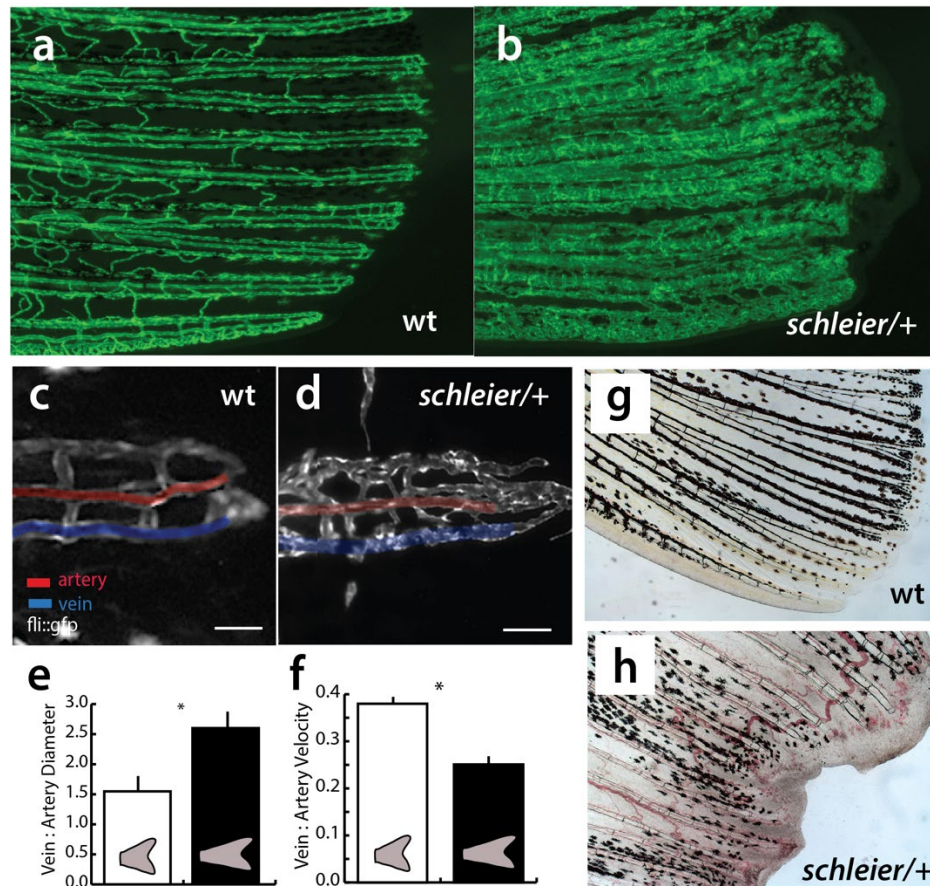 a
wt
b
schleier/+
c
wt
artery
vein
fli::gfp
d
schleier/+
e
Vein : Artery Diameter
3.0
2.5
2.0
1.5
1.0
0.5
0.0
*
f
Vein : Artery Velocity
0.4
0.3
0.2
0.1
0
*
g
wt
h
schleier/+